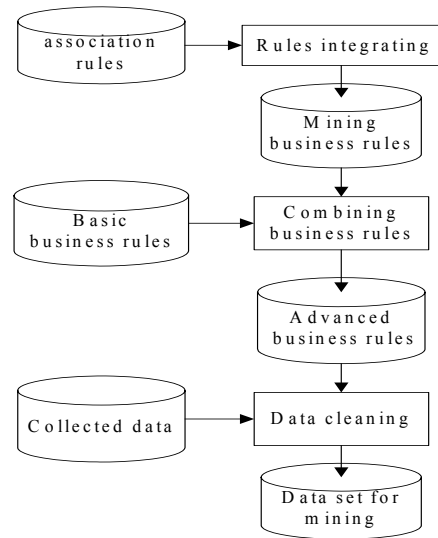 association
rules
Rules integrating
Mining
business rules
Basic
business rules
Combining
business rules
Advanced
business rules
Collected data
Data cleaning
Data set for
mining